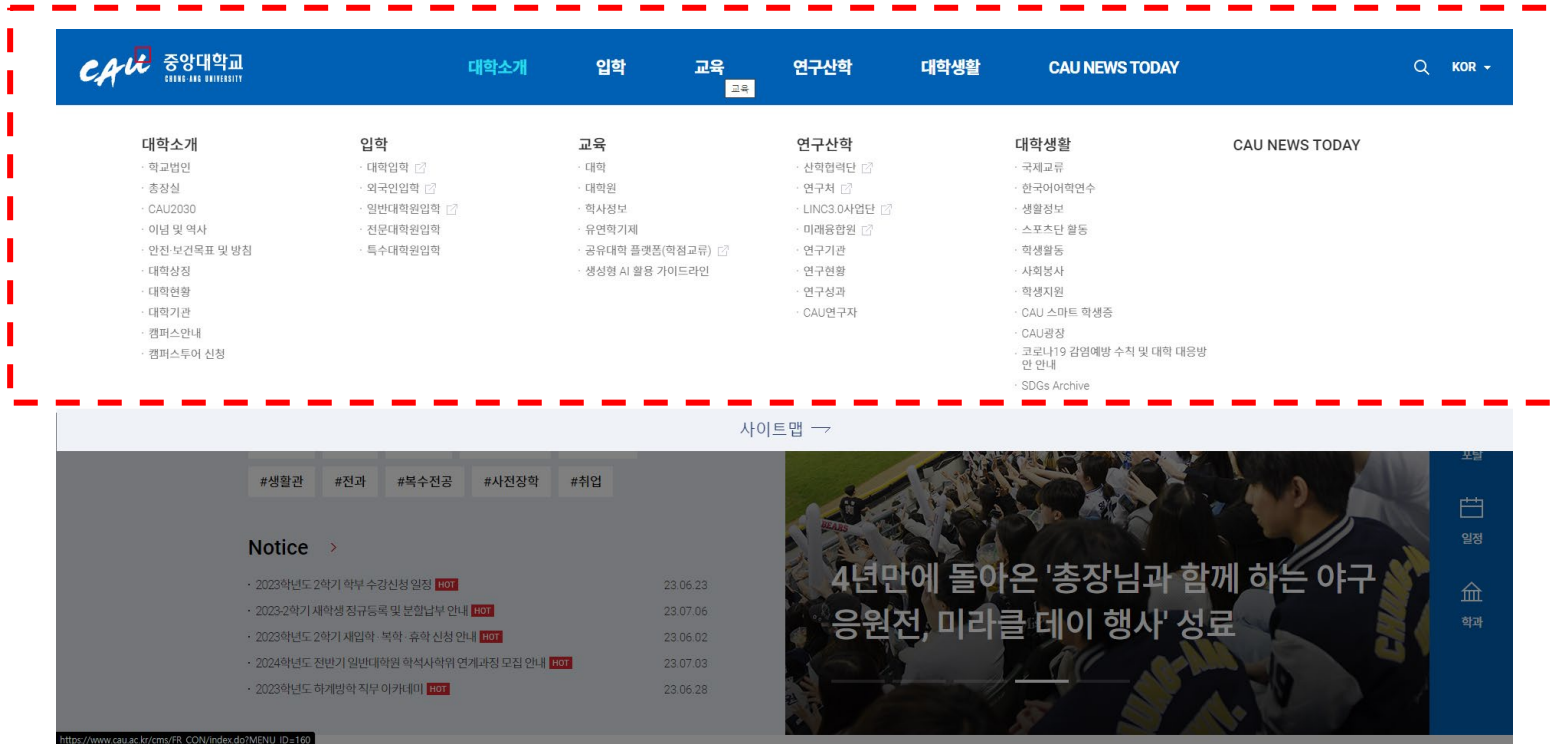 CAU 중앙대학교
CHUNG-ANG UNIVERSITY
대학소개 입학 교육 연구산학 대학생활 CAU NEWS TODAY KOR
교육
대학소개
· 학교법인
· 총장실
· CAU2030
· 이념 및 역사
· 안전·보건목표 및 방침
· 대학상징
· 대학현황
· 대학기관
· 캠퍼스안내
· 캠퍼스투어 신청
입학
· 대학입학
· 외국인입학
· 일반대학원입학
· 전문대학원입학
· 특수대학원입학
교육
· 대학
· 대학원
· 학사정보
· 유연학기제
· 공유대학 플랫폼(학점교류)
· 생성형 AI 활용 가이드라인
연구산학
· 산학협력단
· 연구처
· LINC3.0사업단
· 미래융합원
· 연구기관
· 연구현황
· 연구성과
· CAU연구자
대학생활
· 국제교류
· 한국어어학연수
· 생활정보
· 스포츠단 활동
· 학생활동
· 사회봉사
· 학생지원
· CAU 스마트 학생증
· CAU광장
· 코로나19 감염예방 수칙 및 대학 대응방
안 안내
· SDGs Archive
CAU NEWS TODAY
사이트맵
#생활관 #전과 #복수전공 #사전장학 #취업
Notice
· 2023학년도 2학기 학부 수강신청 일정 HOT 23.06.23
· 2023-2학기 재학생 정규등록 및 분할납부 안내 HOT 23.07.06
· 2023학년도 2학기 재입학 · 복학 · 휴학 신청 안내 HOT 23.06.02
· 2024학년도 전반기 일반대학원 학석사학위 연계과정 모집 안내 HOT 23.07.03
· 2023학년도 하계방학 직무 아카데미 HOT 23.06.28
BEARS
4년만에 돌아온 '총장님과 함께 하는 야구
응원전, 미라클 데이 행사' 성료
포탈
일정
학과
https://www.cau.ac.kr/cms/FR_CON/index.do?MENU_ID=160